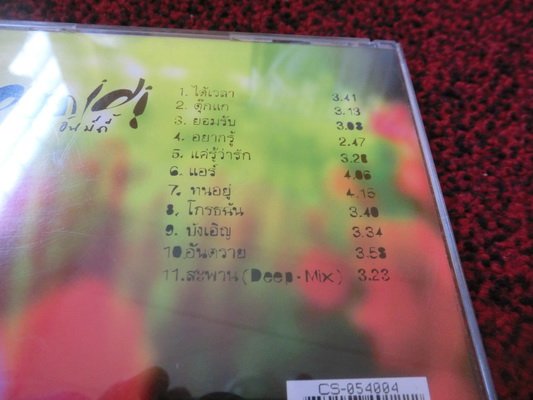 1. ได้เวลา 3.41
2. ตุ๊กแก 3.13
3. ยอมรับ 3.08
4. อยากรู้ 2.47
5. แค่รู้ว่ารัก 3.28
6. แอร์ 4.06
7. ทนอยู่ 4.15
8. โกรธฉัน 3.40
9. บังเอิญ 3.34
10. อันตวาย 3.58
11. สะพาน (Deep - Mix) 3.23
CS-054004